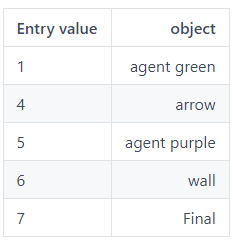 Entry value object
1 agent green
4 arrow
5 agent purple
6 wall
7 Final